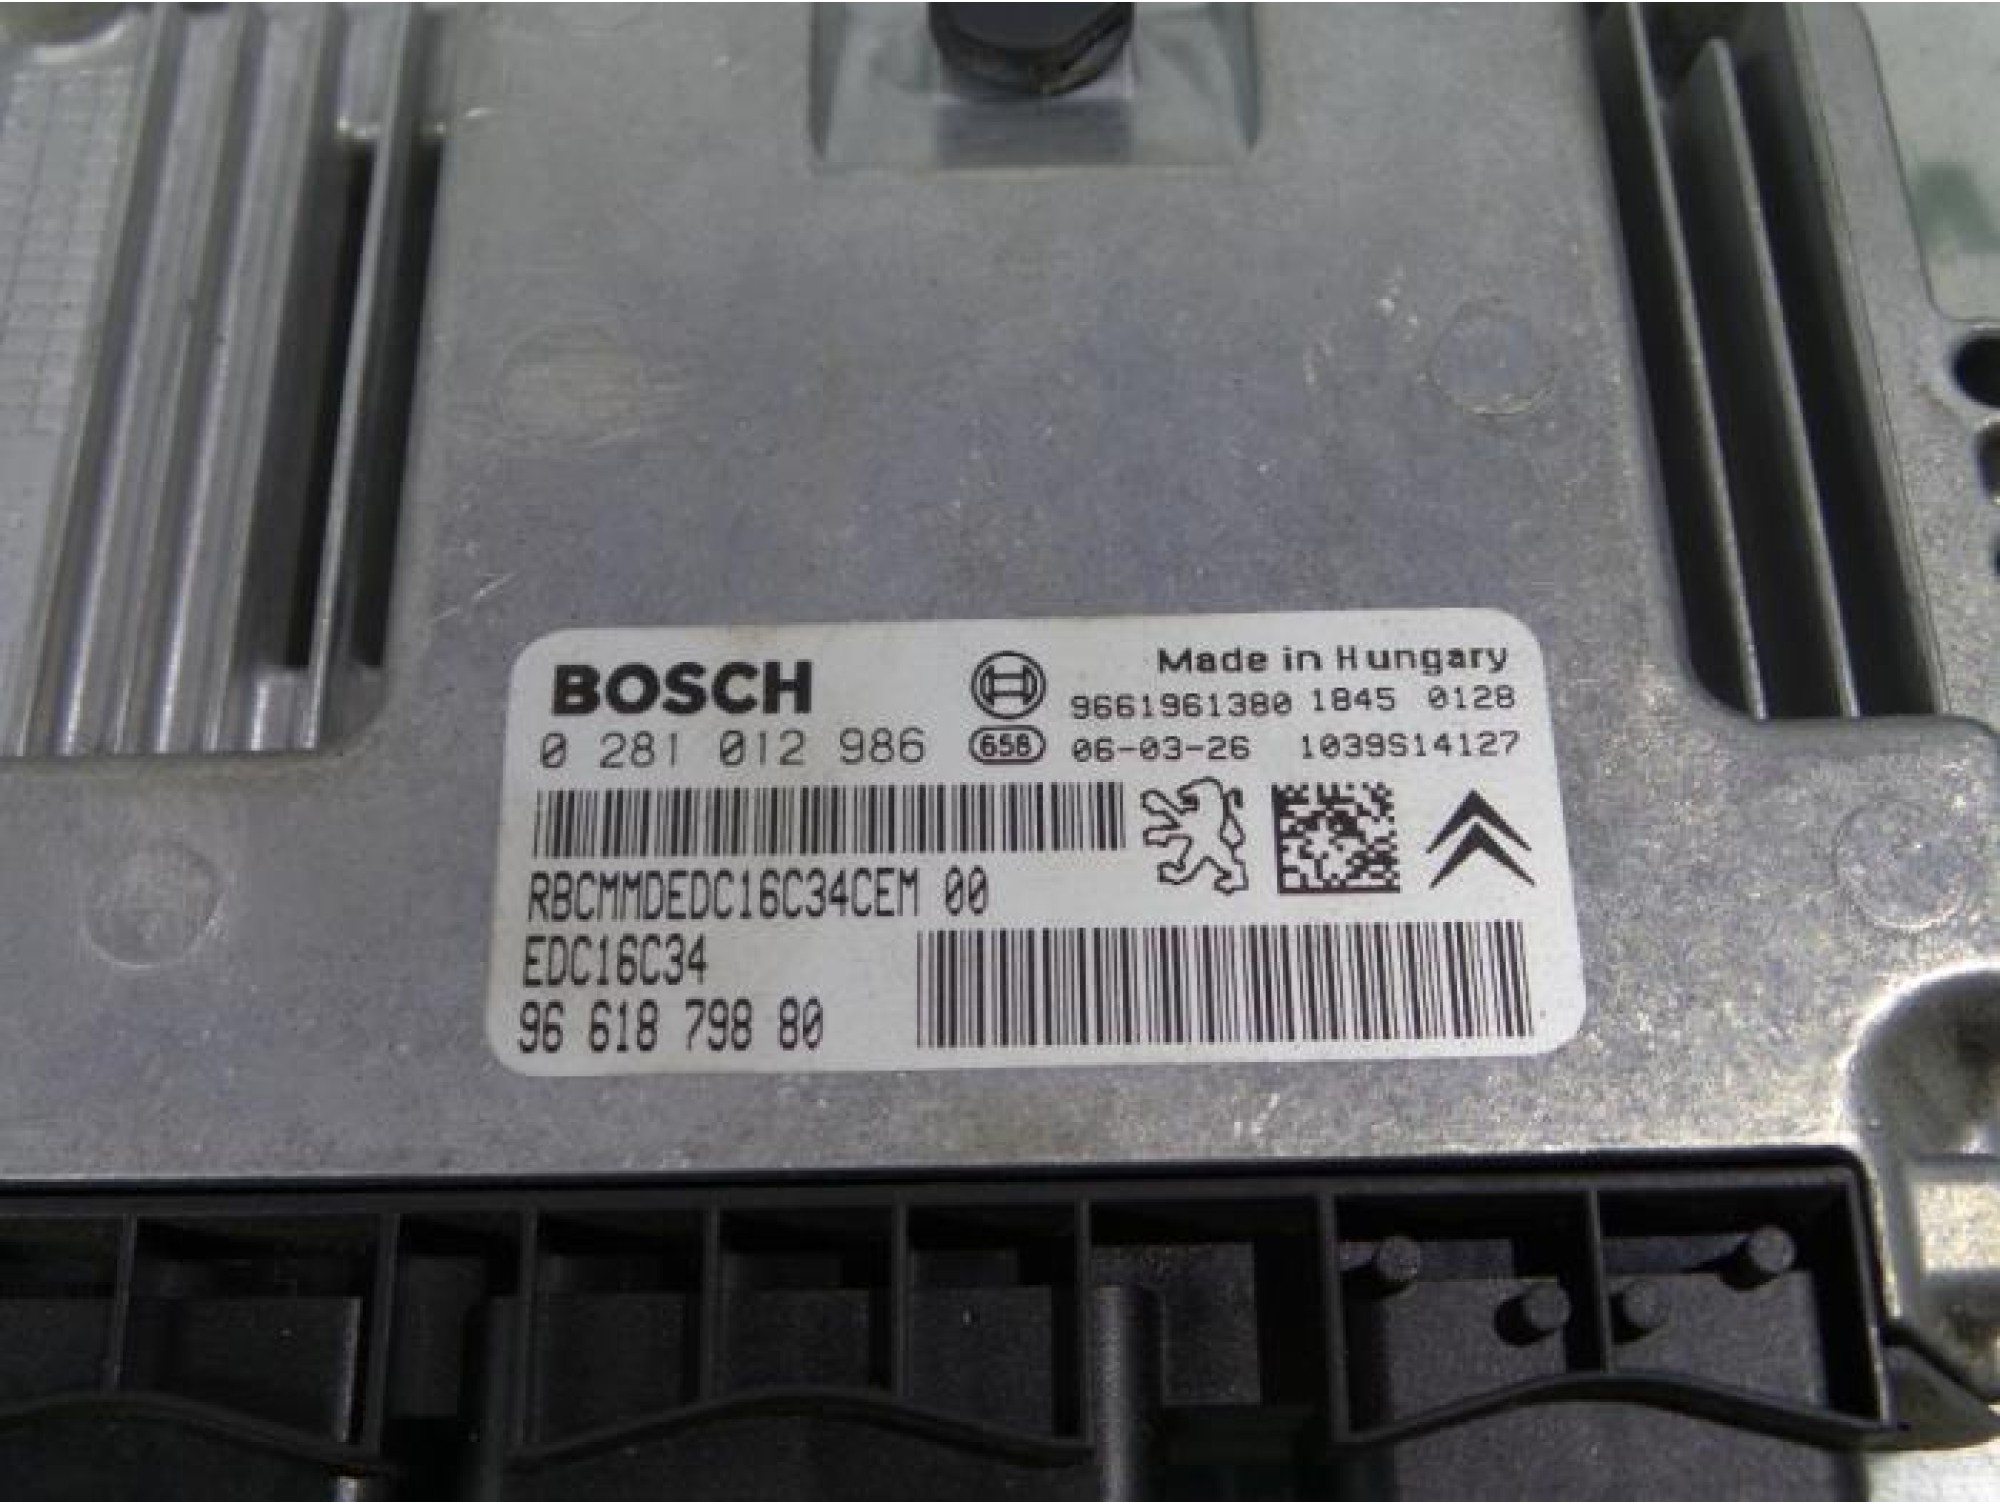 BOSCH
Made in Hungary
9661961380 1845 0128
0 281 012 986
658
06-03-26 1039S14127
RBCMMDEDC16C34CEM 00
EDC16C34
96 618 798 80